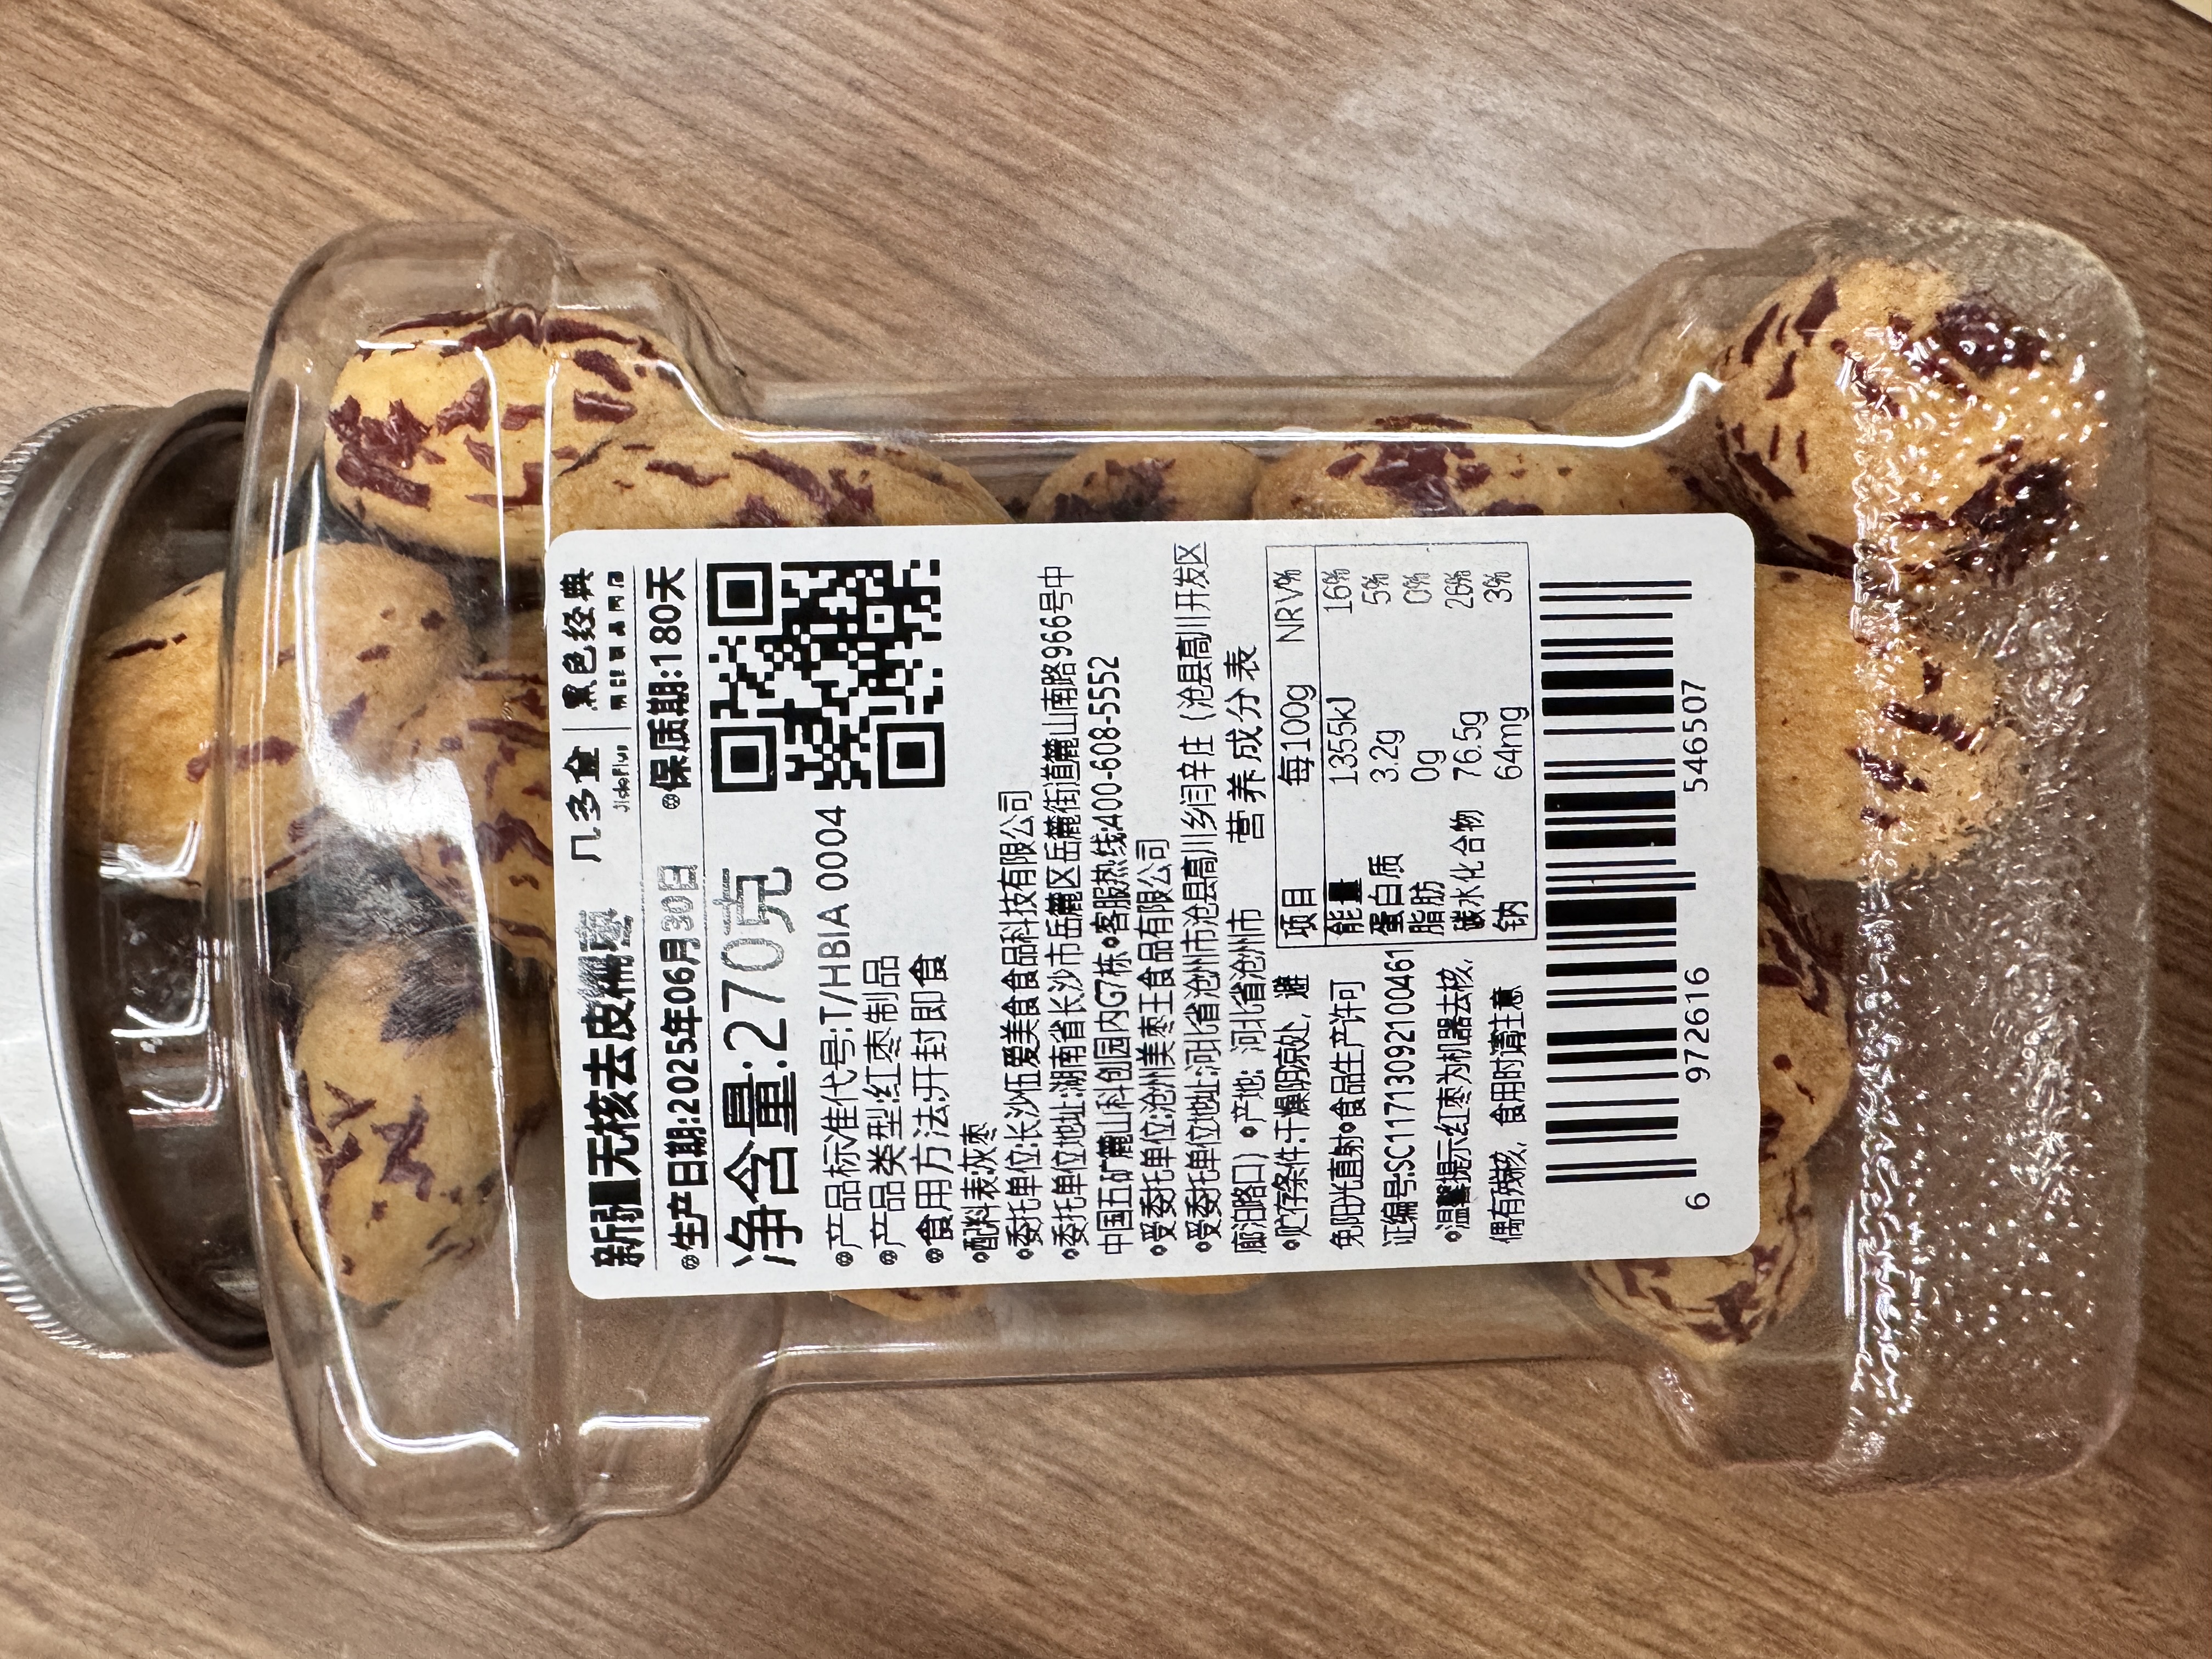 新疆无核去皮糯枣 几多金 黑色经典
生产日期:2025年06月30日 保质期:180天
净含量:270克
产品标准代号:T/HBIA 0004
产品类型:红枣制品
食用方法:开封即食
配料表:灰枣
委托单位:长沙伍爱美食食品科技有限公司
委托单位地址:湖南省长沙市岳麓区岳麓街道麓山南路966号中
中国五矿麓山科创园内G7栋 客服热线:400-608-5552
受委托单位:沧州美枣王食品有限公司
受委托单位地址:河北省沧州市沧县高川乡闫辛庄（沧县高川开发区
廊泊路口） 产地：河北省沧州市
贮存条件:干燥阴凉处，避
免阳光直射 食品生产许可
证编号:SC11713092100461
温馨提示:红枣为机器去核，
偶有残核，食用时请注意
营养成分表
项目 每100g NRV%
能量 1355kJ 16%
蛋白质 3.2g 5%
脂肪 0g 0%
碳水化合物 76.5g 26%
钠 64mg 3%
6 972616 546507